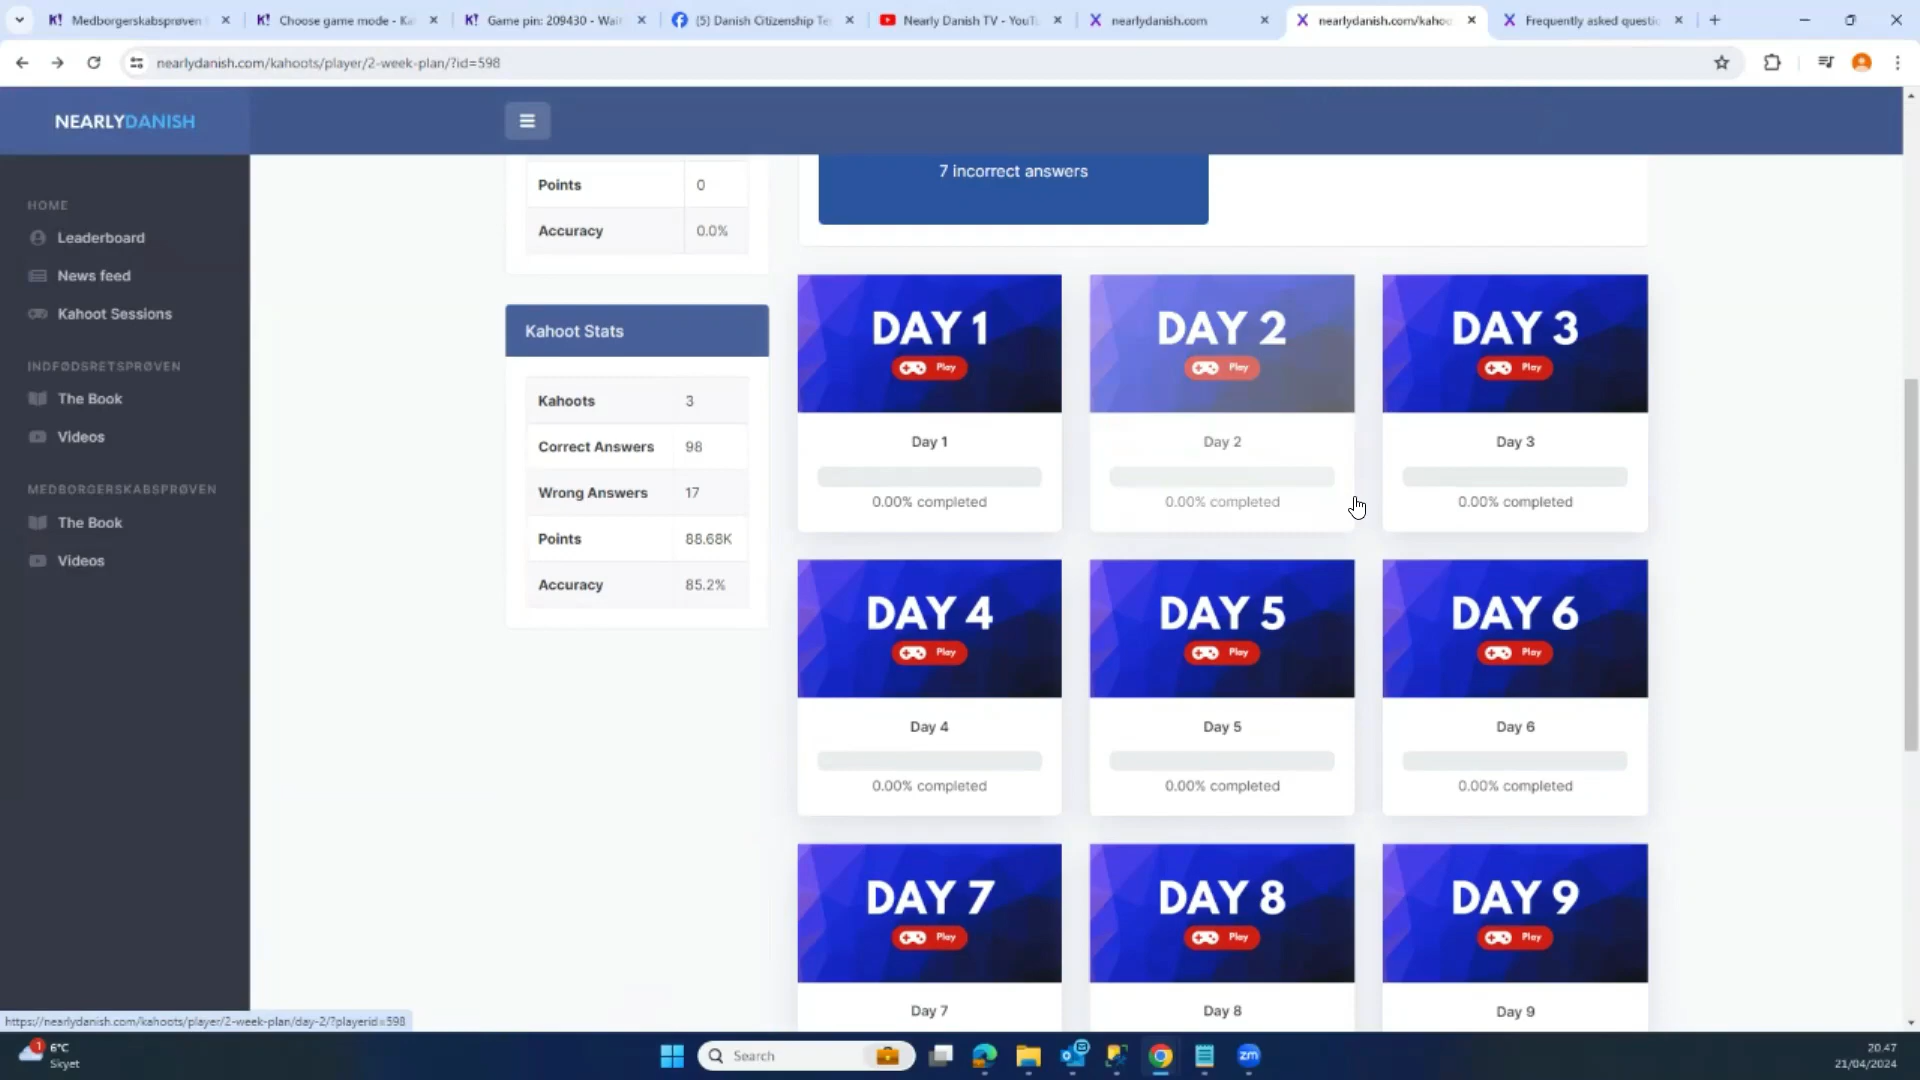 Medborgerskabsprøven
Choose game mode - Ka
Game pin: 209430 - Wait
(5) Danish Citizenship Te
Nearly Danish TV - YouTu
nearlydanish.com
nearlydanish.com/kahoo
Frequently asked questio
nearlydanish.com/kahoots/player/2-week-plan/?id=598
NEARLYDANISH
HOME
Leaderboard
News feed
Kahoot Sessions
INDFØDSRETSPRØVEN
The Book
Videos
MEDBORGERSKABSPRØVEN
The Book
Videos
Points 0
Accuracy 0.0%
Kahoot Stats
Kahoots 3
Correct Answers 98
Wrong Answers 17
Points 88.68K
Accuracy 85.2%
7 incorrect answers
DAY 1 DAY 2 DAY 3
Play Play Play
Day 1 Day 2 Day 3
0.00% completed 0.00% completed 0.00% completed
DAY 4 DAY 5 DAY 6
Play Play Play
Day 4 Day 5 Day 6
0.00% completed 0.00% completed 0.00% completed
DAY 7 DAY 8 DAY 9
Play Play Play
Day 7 Day 8 Day 9
https://nearlydanish.com/kahoots/player/2-week-plan/day-2/?playerid=598
1
6°C
Skyet
Search
zm
20.47
21/04/2024